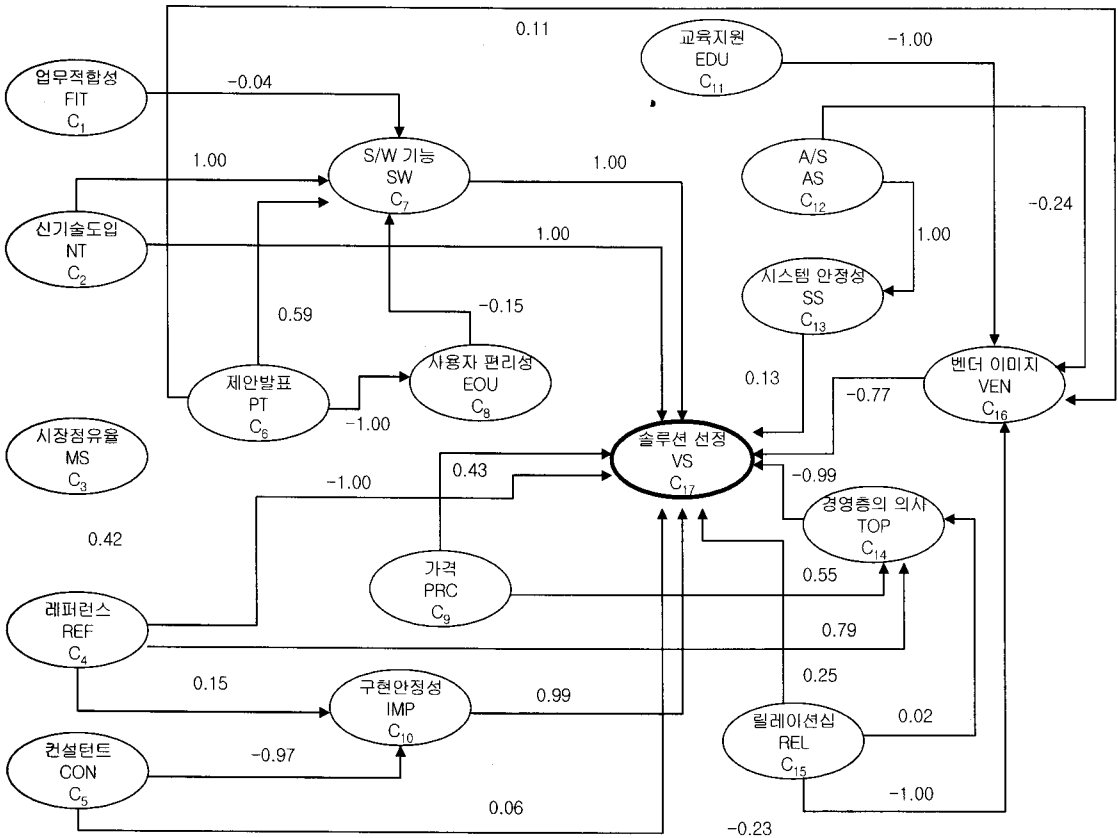 0.11
교육지원
EDU
C11
-1.00
업무적합성
FIT
C1
-0.04
S/W 기능
SW
C7
1.00
1.00
A/S
AS
C12
-0.24
신기술도입
NT
C2
1.00
1.00
시스템 안정성
SS
C13
0.59
-0.15
제안발표
PT
C6
-1.00
사용자 편리성
EOU
C8
0.13
-0.77
벤더 이미지
VEN
C16
시장점유율
MS
C3
솔루션 선정
VS
C17
0.43
-1.00
-0.99
경영층의 의사
TOP
C14
0.42
가격
PRC
C9
0.55
레퍼런스
REF
C4
0.79
0.15
구현안정성
IMP
C10
0.99
0.25
릴레이션십
REL
C15
0.02
컨설턴트
CON
C5
-0.97
0.06
-1.00
-0.23